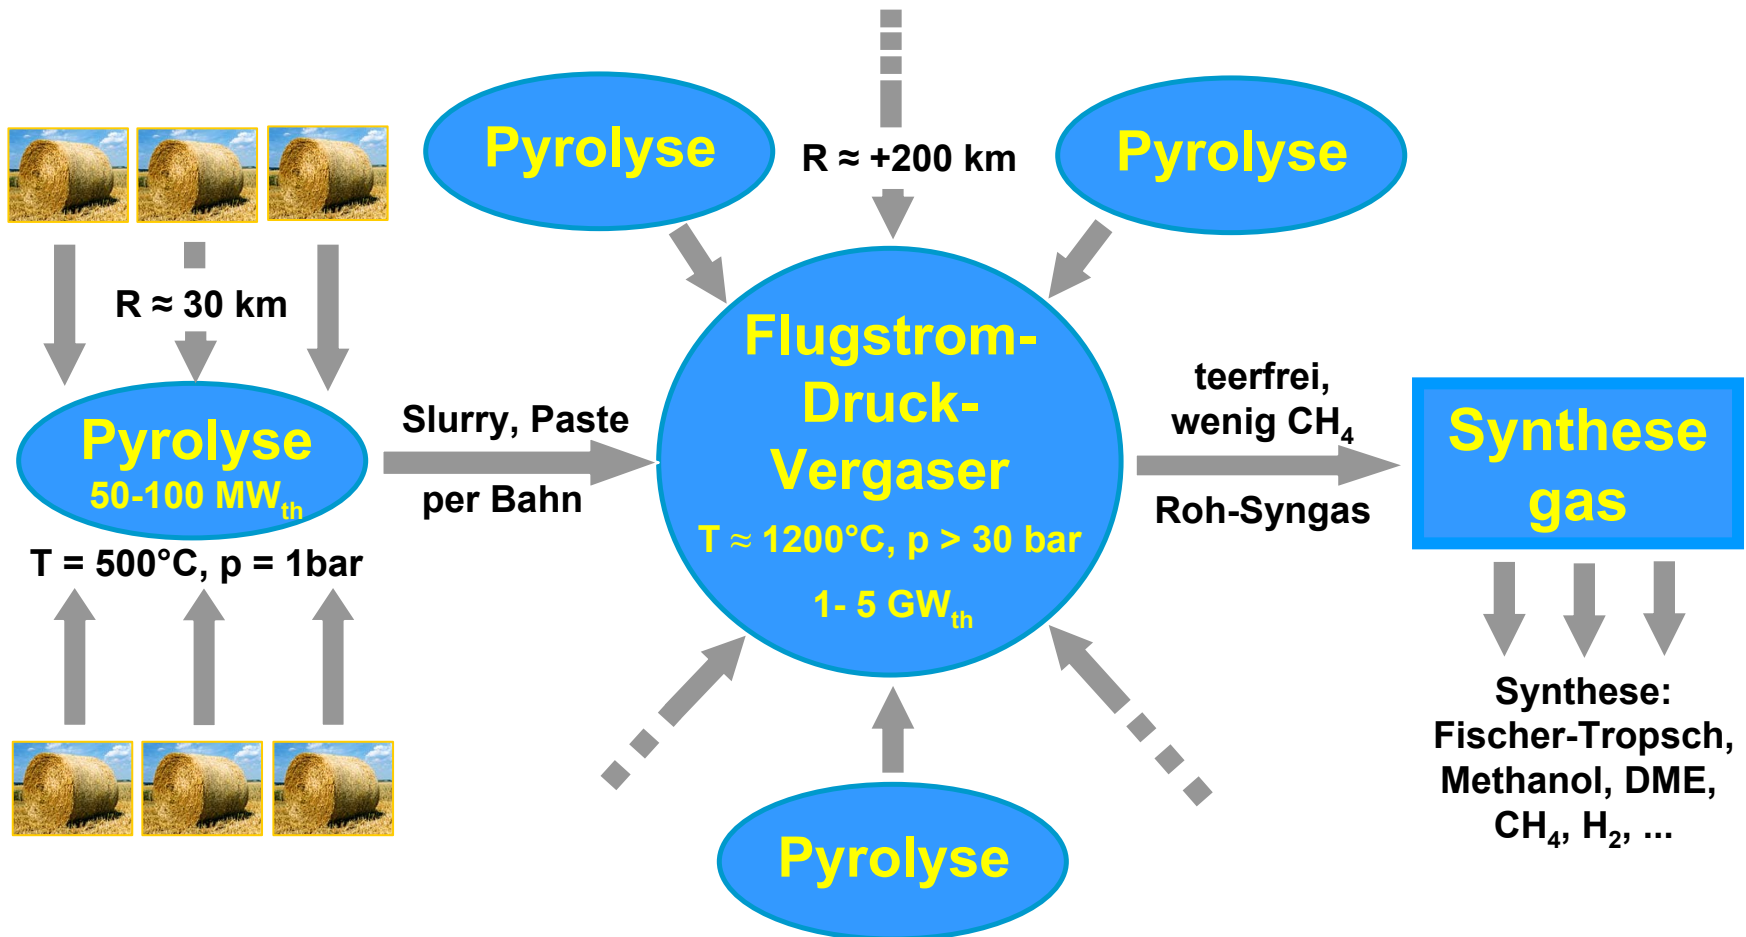 Pyrolyse
R ≈ +200 km
Pyrolyse
R ≈ 30 km
Pyrolyse
50-100 MWth
T = 500°C, p = 1bar
Slurry, Paste
per Bahn
Flugstrom-
Druck-
Vergaser
T ≈ 1200°C, p > 30 bar
1- 5 GWth
teerfrei,
wenig CH4
Roh-Syngas
Synthese
gas
Synthese:
Fischer-Tropsch,
Methanol, DME,
CH4, H2, ...
Pyrolyse